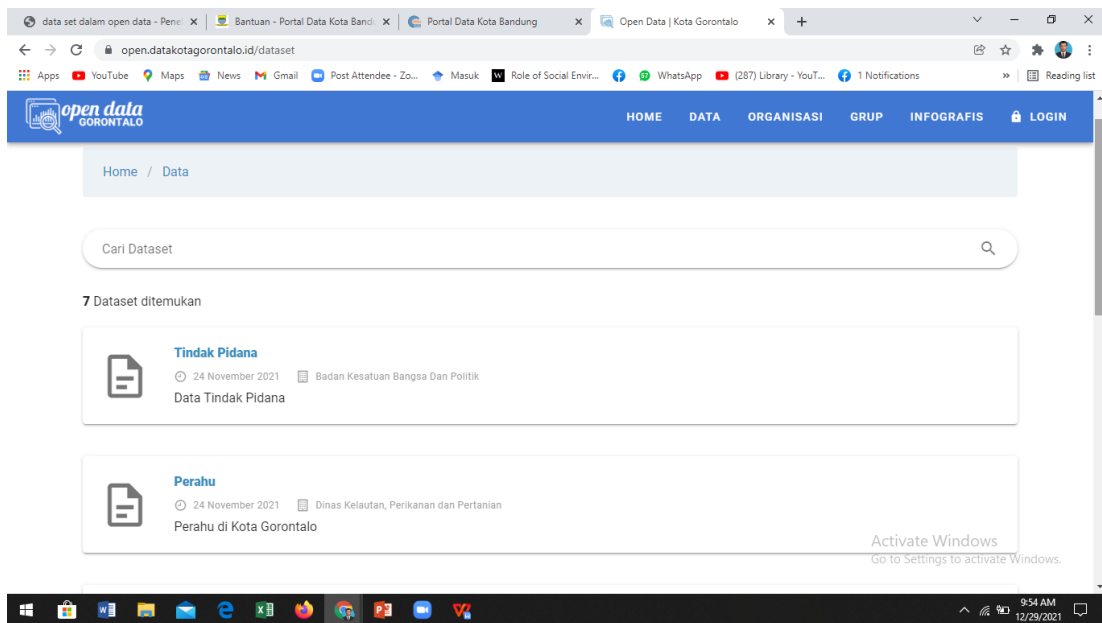 data set dalam open data - Penel
Bantuan - Portal Data Kota Band
Portal Data Kota Bandung
Open Data | Kota Gorontalo
open.datakotagorontalo.id/dataset
Apps YouTube Maps News Gmail Post Attendee - Zo... Masuk Role of Social Envir... WhatsApp (287) Library - YouT... 1 Notifications » Reading list
open data
GORONTALO
HOME DATA ORGANISASI GRUP INFOGRAFIS LOGIN
Home / Data
Cari Dataset
7 Dataset ditemukan
Tindak Pidana
24 November 2021 Badan Kesatuan Bangsa Dan Politik
Data Tindak Pidana
Perahu
24 November 2021 Dinas Kelautan, Perikanan dan Pertanian
Perahu di Kota Gorontalo
Activate Windows
Go to Settings to activate Windows.
9:54 AM
12/29/2021